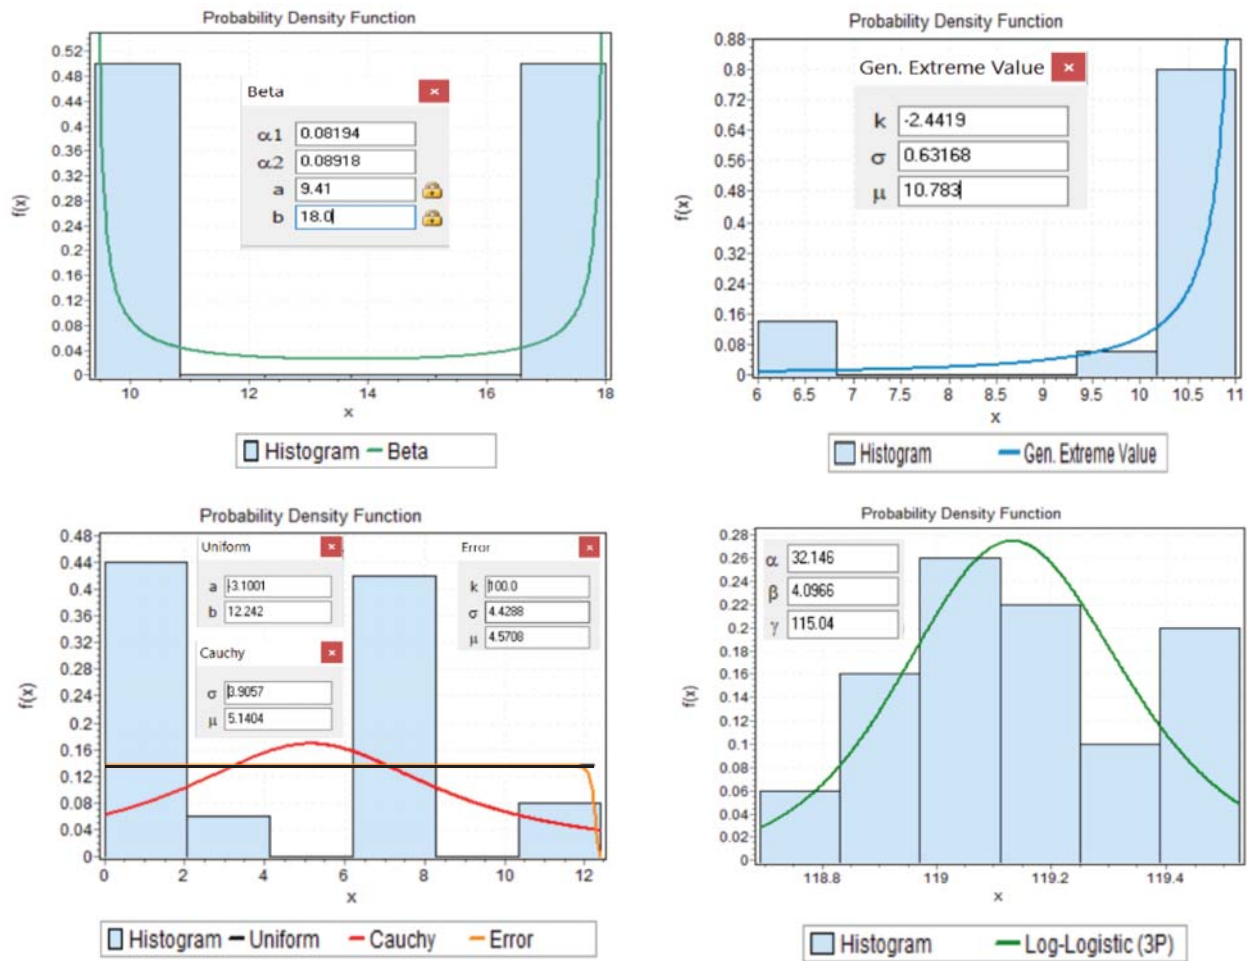 Probability Density Function
0.52
0.48
0.44
0.4
0.36
0.32
0.28
0.24
0.2
0.16
0.12
0.08
0.04
0
f(x)
Beta
α1 0.08194
α2 0.08918
a 9.41
b 18.0
10 12 14 16 18
x
Histogram Beta
Probability Density Function
0.88
0.8
0.72
0.64
0.56
0.48
0.4
0.32
0.24
0.16
0.08
0
f(x)
Gen. Extreme Value
k -2.4419
σ 0.63168
μ 10.783
6 6.5 7 7.5 8 8.5 9 9.5 10 10.5 11
x
Histogram Gen. Extreme Value
Probability Density Function
0.48
0.44
0.4
0.36
0.32
0.28
0.24
0.2
0.16
0.12
0.08
0.04
0
f(x)
Uniform
a -3.1001
b 12.242
Cauchy
σ 3.9057
μ 5.1404
Error
k 100.0
σ 4.4288
μ 4.5708
0 2 4 6 8 10 12
x
Histogram Uniform Cauchy Error
Probability Density Function
0.28
0.26
0.24
0.22
0.2
0.18
0.16
0.14
0.12
0.1
0.08
0.06
0.04
0.02
0
f(x)
α 32.146
β 4.0966
γ 115.04
118.8 119 119.2 119.4
x
Histogram Log-Logistic (3P)